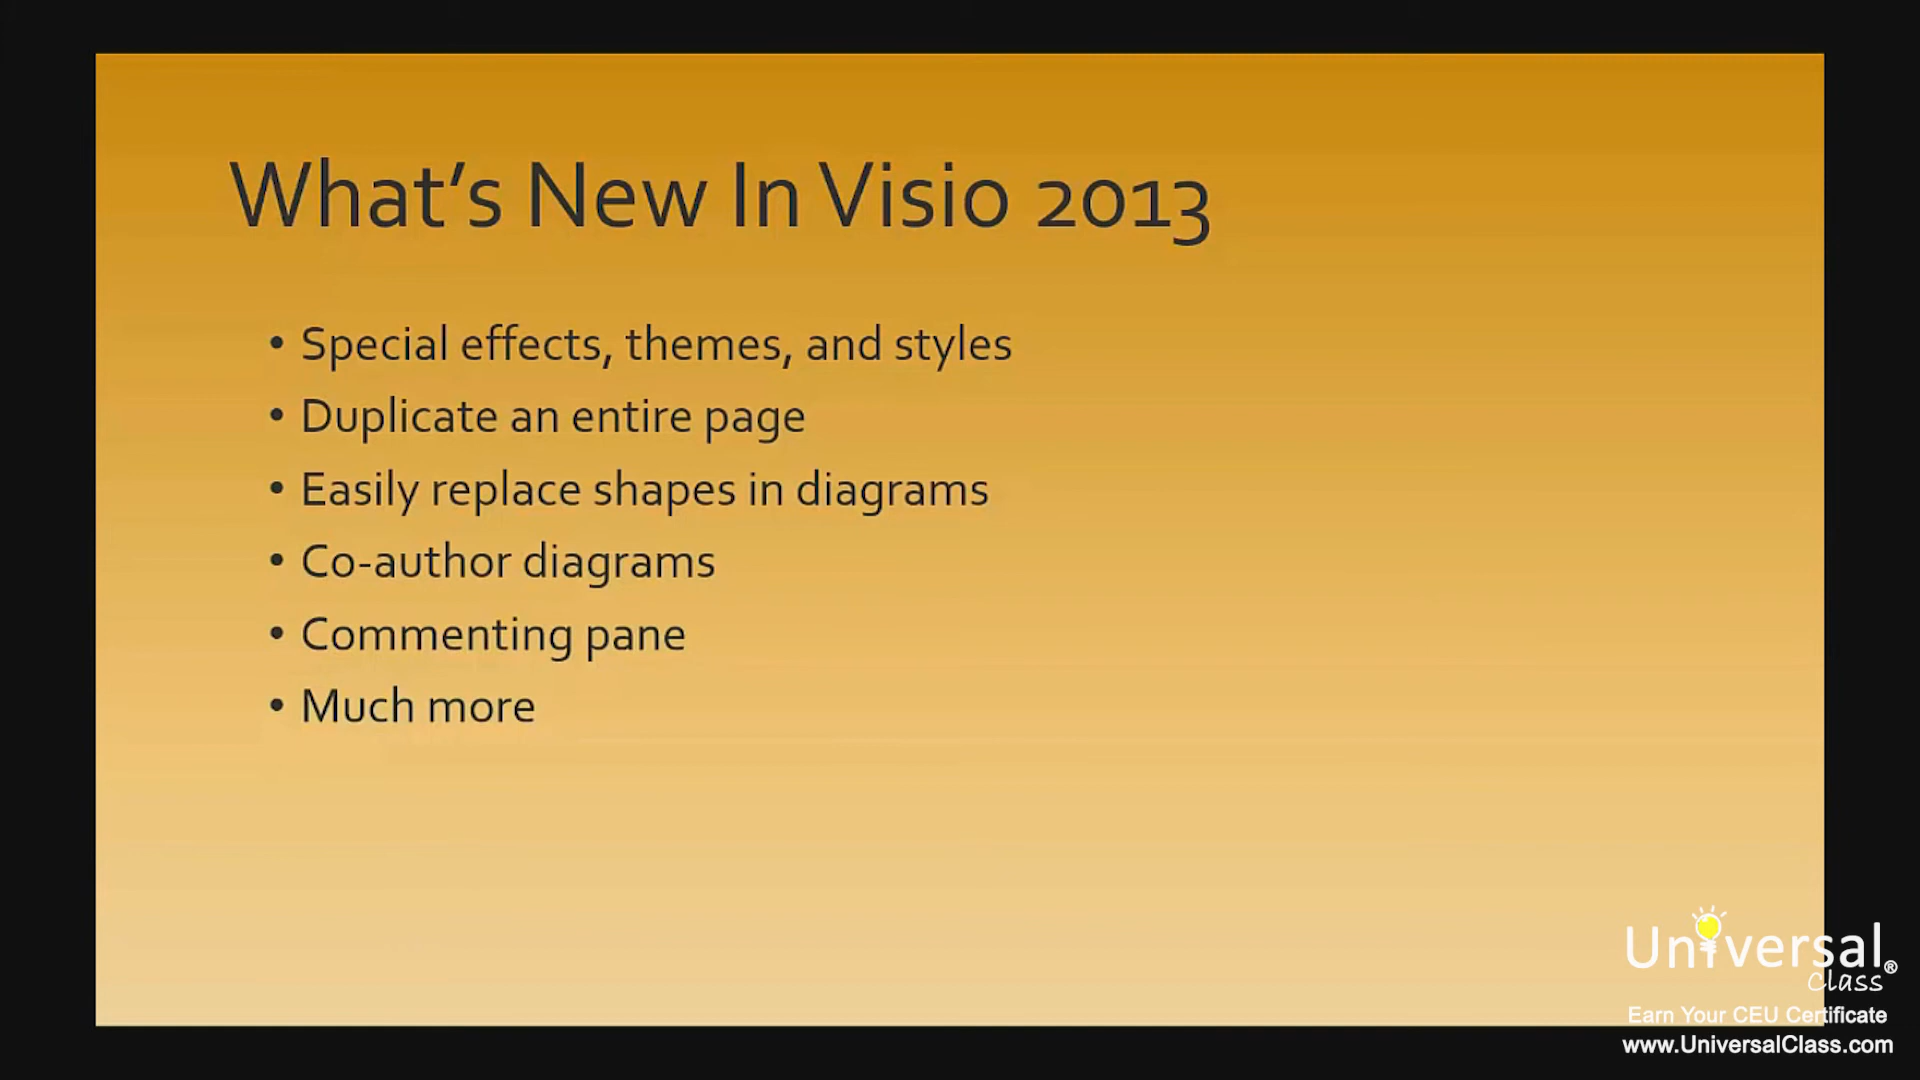 What's New In Visio 2013
• Special effects, themes, and styles
• Duplicate an entire page
• Easily replace shapes in diagrams
• Co-author diagrams
• Commenting pane
• Much more
Universal®
Class
Earn Your CEU Certificate
www.UniversalClass.com